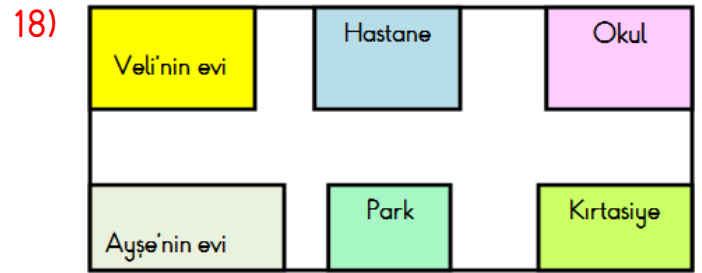 18)
Veli'nin evi
Hastane
Okul
Ayşe'nin evi
Park
Kırtasiye